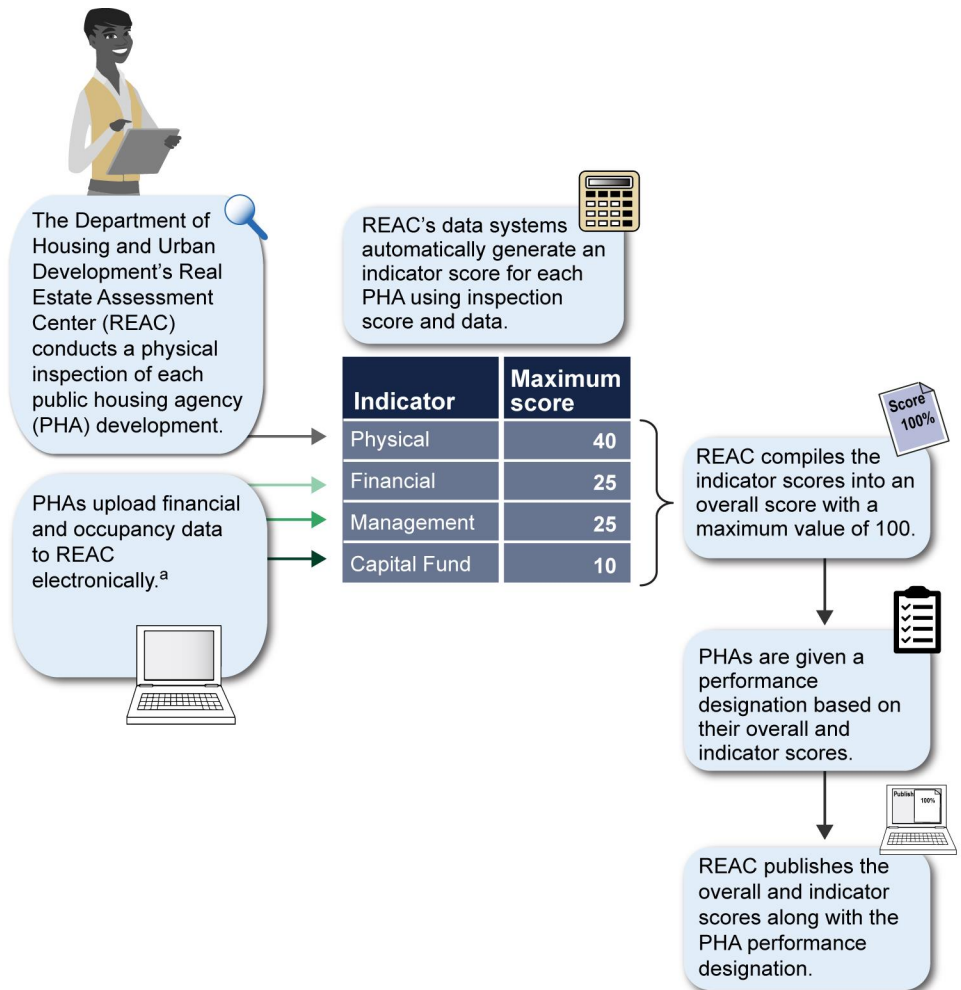 The Department of
Housing and Urban
Development's Real
Estate Assessment
Center (REAC)
conducts a physical
inspection of each
public housing agency
(PHA) development.
PHAs upload financial
and occupancy data
to REAC
electronically.a
REAC's data systems
automatically generate an
indicator score for each
PHA using inspection
score and data.
Indicator Maximum score
Physical 40
Financial 25
Management 25
Capital Fund 10
Score
100%
REAC compiles the
indicator scores into an
overall score with a
maximum value of 100.
PHAs are given a
performance
designation based on
their overall and
indicator scores.
Publish
100%
REAC publishes the
overall and indicator
scores along with the
PHA performance
designation.